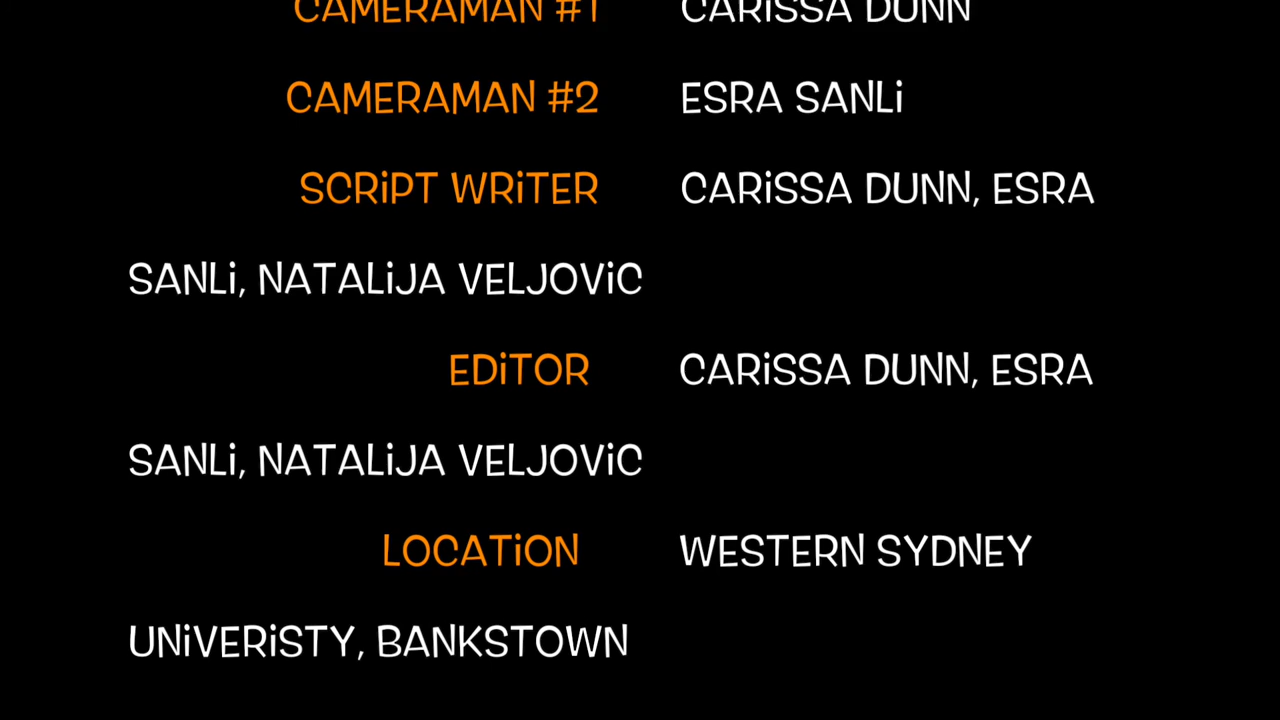 CAMERAMAN #1 CARiSSA DUNN
CAMERAMAN #2 ESRA SANLi
SCRiPT WRiTER CARiSSA DUNN, ESRA
SANLi, NATALiJA VELJOViC
EDiTOR CARiSSA DUNN, ESRA
SANLi, NATALiJA VELJOViC
LOCATiON WESTERN SYDNEY
UNiVERiSTY, BANKSTOWN